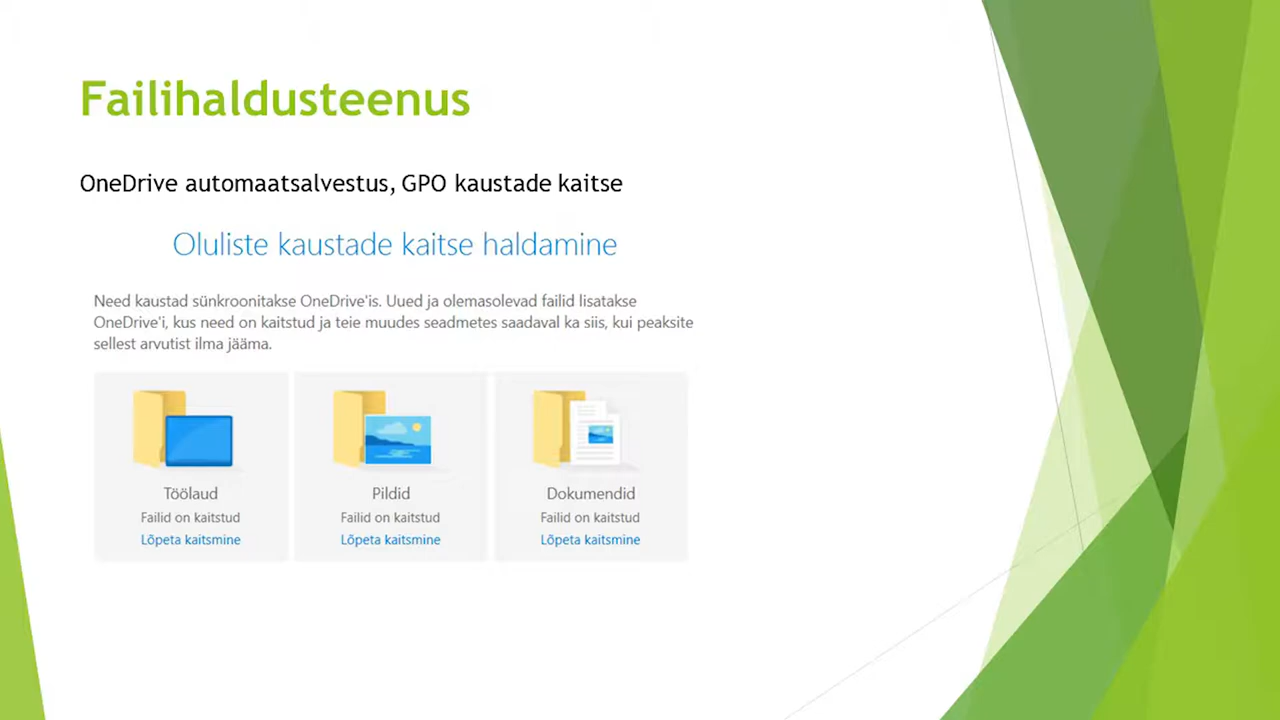 Failihaldusteenus
OneDrive automaatsalvestus, GPO kaustade kaitse
Oluliste kaustade kaitse haldamine
Need kaustad sünkroonitakse OneDrive'is. Uued ja olemasolevad failid lisatakse
OneDrive'i, kus need on kaitstud ja teie muudes seadmetes saadaval ka siis, kui peaksite
sellest arvutist ilma jääma.
Töölaud
Failid on kaitstud
Lõpeta kaitsmine
Pildid
Failid on kaitstud
Lõpeta kaitsmine
Dokumendid
Failid on kaitstud
Lõpeta kaitsmine